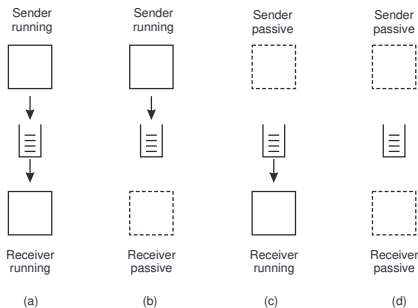 Sender
running
Sender
running
Sender
passive
Sender
passive
Receiver
running
Receiver
passive
Receiver
running
Receiver
passive
(a)
(b)
(c)
(d)